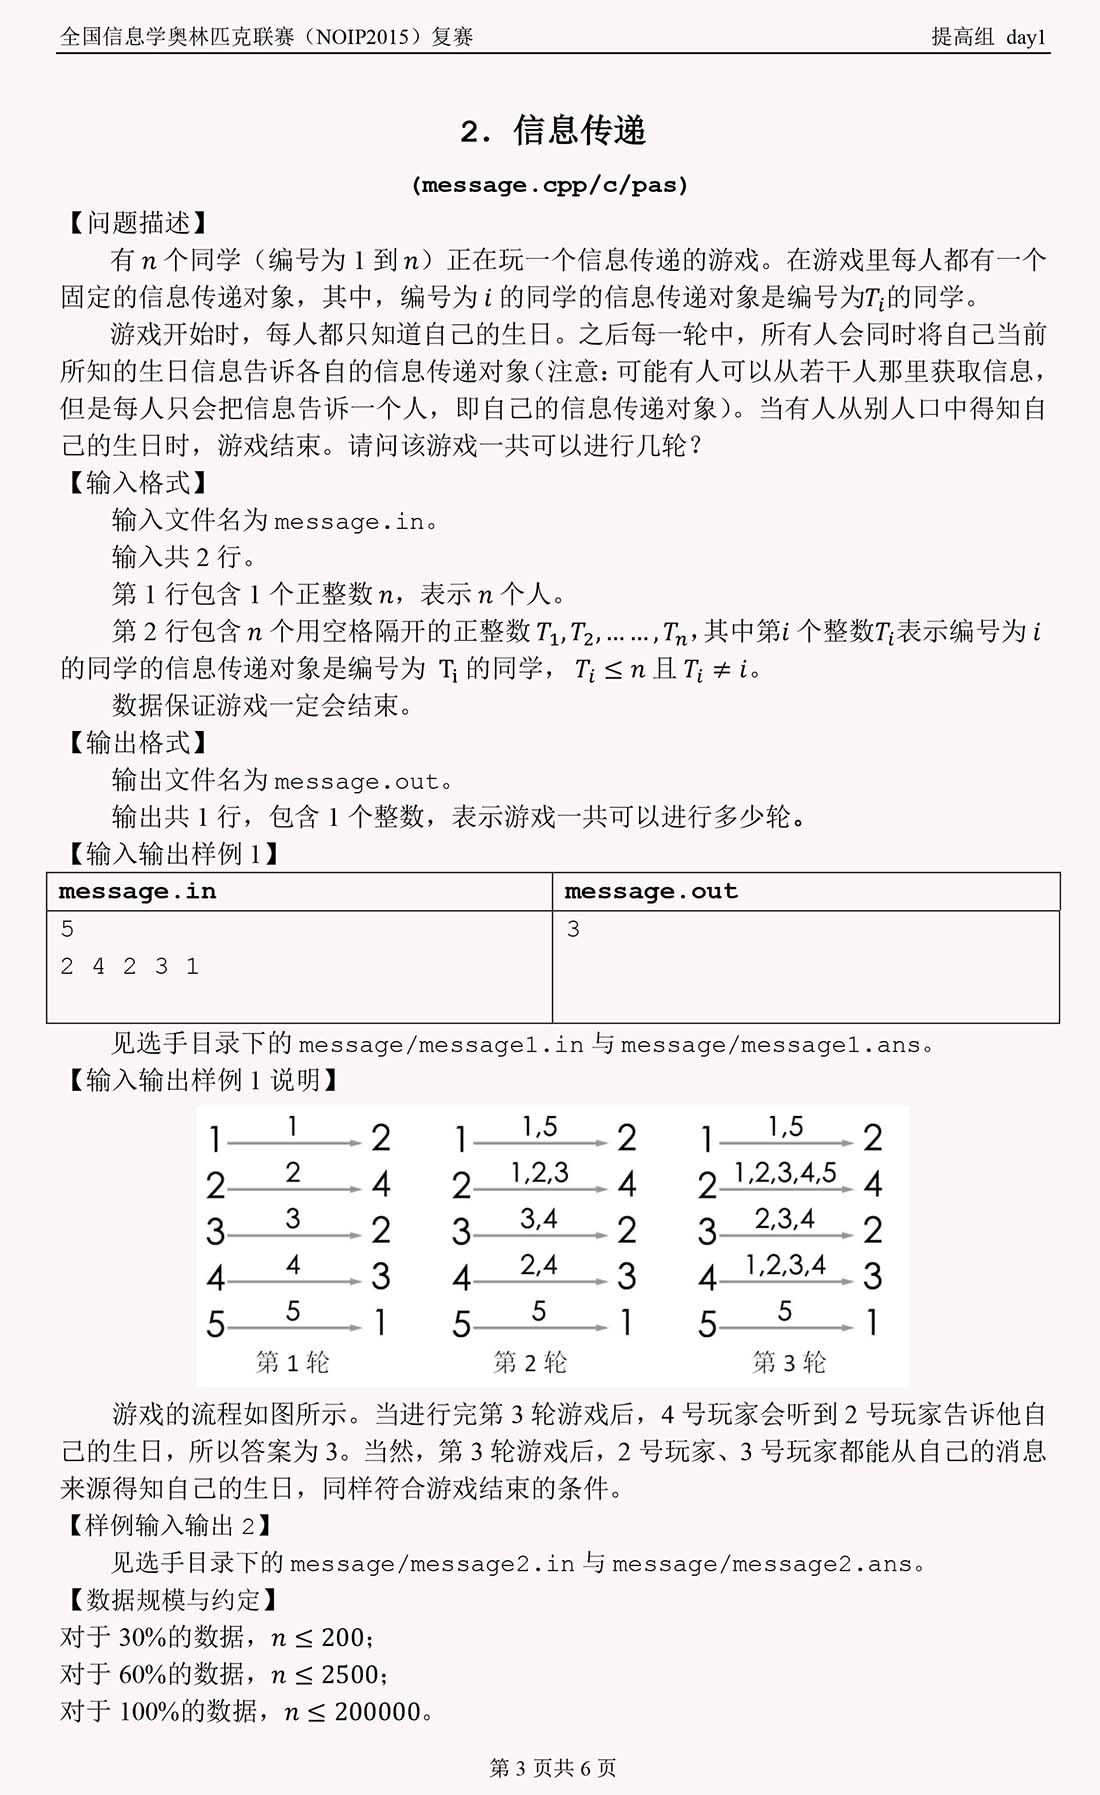 全国信息学奥林匹克联赛（NOIP2015）复赛 提高组 day1
2. 信息传递
(message.cpp/c/pas)
【问题描述】
有 n 个同学（编号为 1 到 n）正在玩一个信息传递的游戏。在游戏里每人都有一个
固定的信息传递对象，其中，编号为 i 的同学的信息传递对象是编号为Tᵢ的同学。
游戏开始时，每人都只知道自己的生日。之后每一轮中，所有人会同时将自己当前
所知的生日信息告诉各自的信息传递对象（注意：可能有人可以从若干人那里获取信息，
但是每人只会把信息告诉一个人，即自己的信息传递对象）。当有人从别人口中得知自
己的生日时，游戏结束。请问该游戏一共可以进行几轮？
【输入格式】
输入文件名为 message.in。
输入共 2 行。
第 1 行包含 1 个正整数 n，表示 n 个人。
第 2 行包含 n 个用空格隔开的正整数 T₁, T₂, … …, Tₙ，其中第i 个整数Tᵢ表示编号为 i
的同学的信息传递对象是编号为 Tᵢ 的同学， Tᵢ ≤ n 且 Tᵢ ≠ i。
数据保证游戏一定会结束。
【输出格式】
输出文件名为 message.out。
输出共 1 行，包含 1 个整数，表示游戏一共可以进行多少轮。
【输入输出样例 1】
message.in message.out
5 3
2 4 2 3 1
见选手目录下的 message/message1.in 与 message/message1.ans。
【输入输出样例 1 说明】
1 1 2 1 1,5 2 1 1,5 2
2 2 4 2 1,2,3 4 2 1,2,3,4,5 4
3 3 2 3 3,4 2 3 2,3,4 2
4 4 3 4 2,4 3 4 1,2,3,4 3
5 5 1 5 5 1 5 5 1
第 1 轮 第 2 轮 第 3 轮
游戏的流程如图所示。当进行完第 3 轮游戏后，4 号玩家会听到 2 号玩家告诉他自
己的生日，所以答案为 3。当然，第 3 轮游戏后，2 号玩家、3 号玩家都能从自己的消息
来源得知自己的生日，同样符合游戏结束的条件。
【样例输入输出 2】
见选手目录下的 message/message2.in 与 message/message2.ans。
【数据规模与约定】
对于 30%的数据，n ≤ 200；
对于 60%的数据，n ≤ 2500；
对于 100%的数据，n ≤ 200000。
第 3 页共 6 页